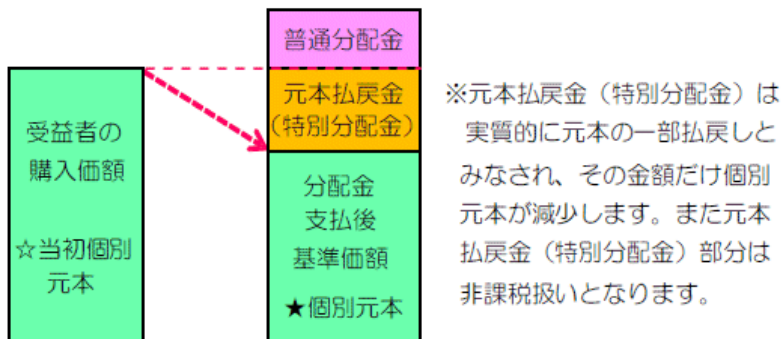 普通分配金
元本払戻金
(特別分配金)
受益者の
購入価額
☆当初個別
元本
分配金
支払後
基準価額
★個別元本
※元本払戻金(特別分配金)は
実質的に元本の一部払戻しと
みなされ、その金額だけ個別
元本が減少します。また元本
払戻金(特別分配金)部分は
非課税扱いとなります。